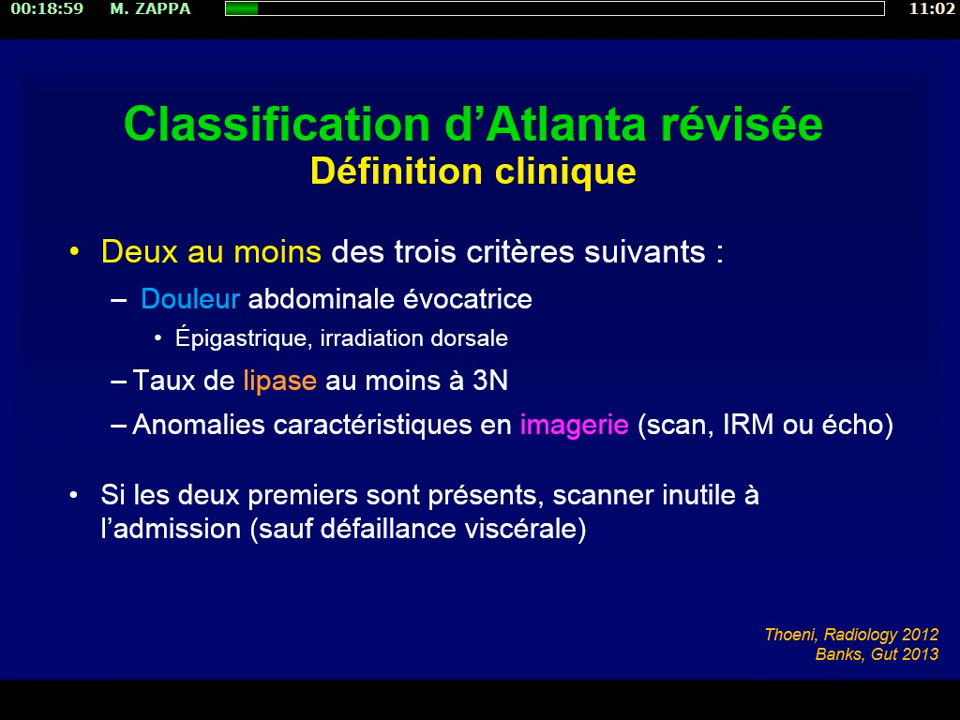 00:18:59 M. ZAPPA 11:02
Classification d’Atlanta révisée
Définition clinique
• Deux au moins des trois critères suivants :
– Douleur abdominale évocatrice
• Épigastrique, irradiation dorsale
– Taux de lipase au moins à 3N
– Anomalies caractéristiques en imagerie (scan, IRM ou écho)
• Si les deux premiers sont présents, scanner inutile à
l’admission (sauf défaillance viscérale)
Thoeni, Radiology 2012
Banks, Gut 2013